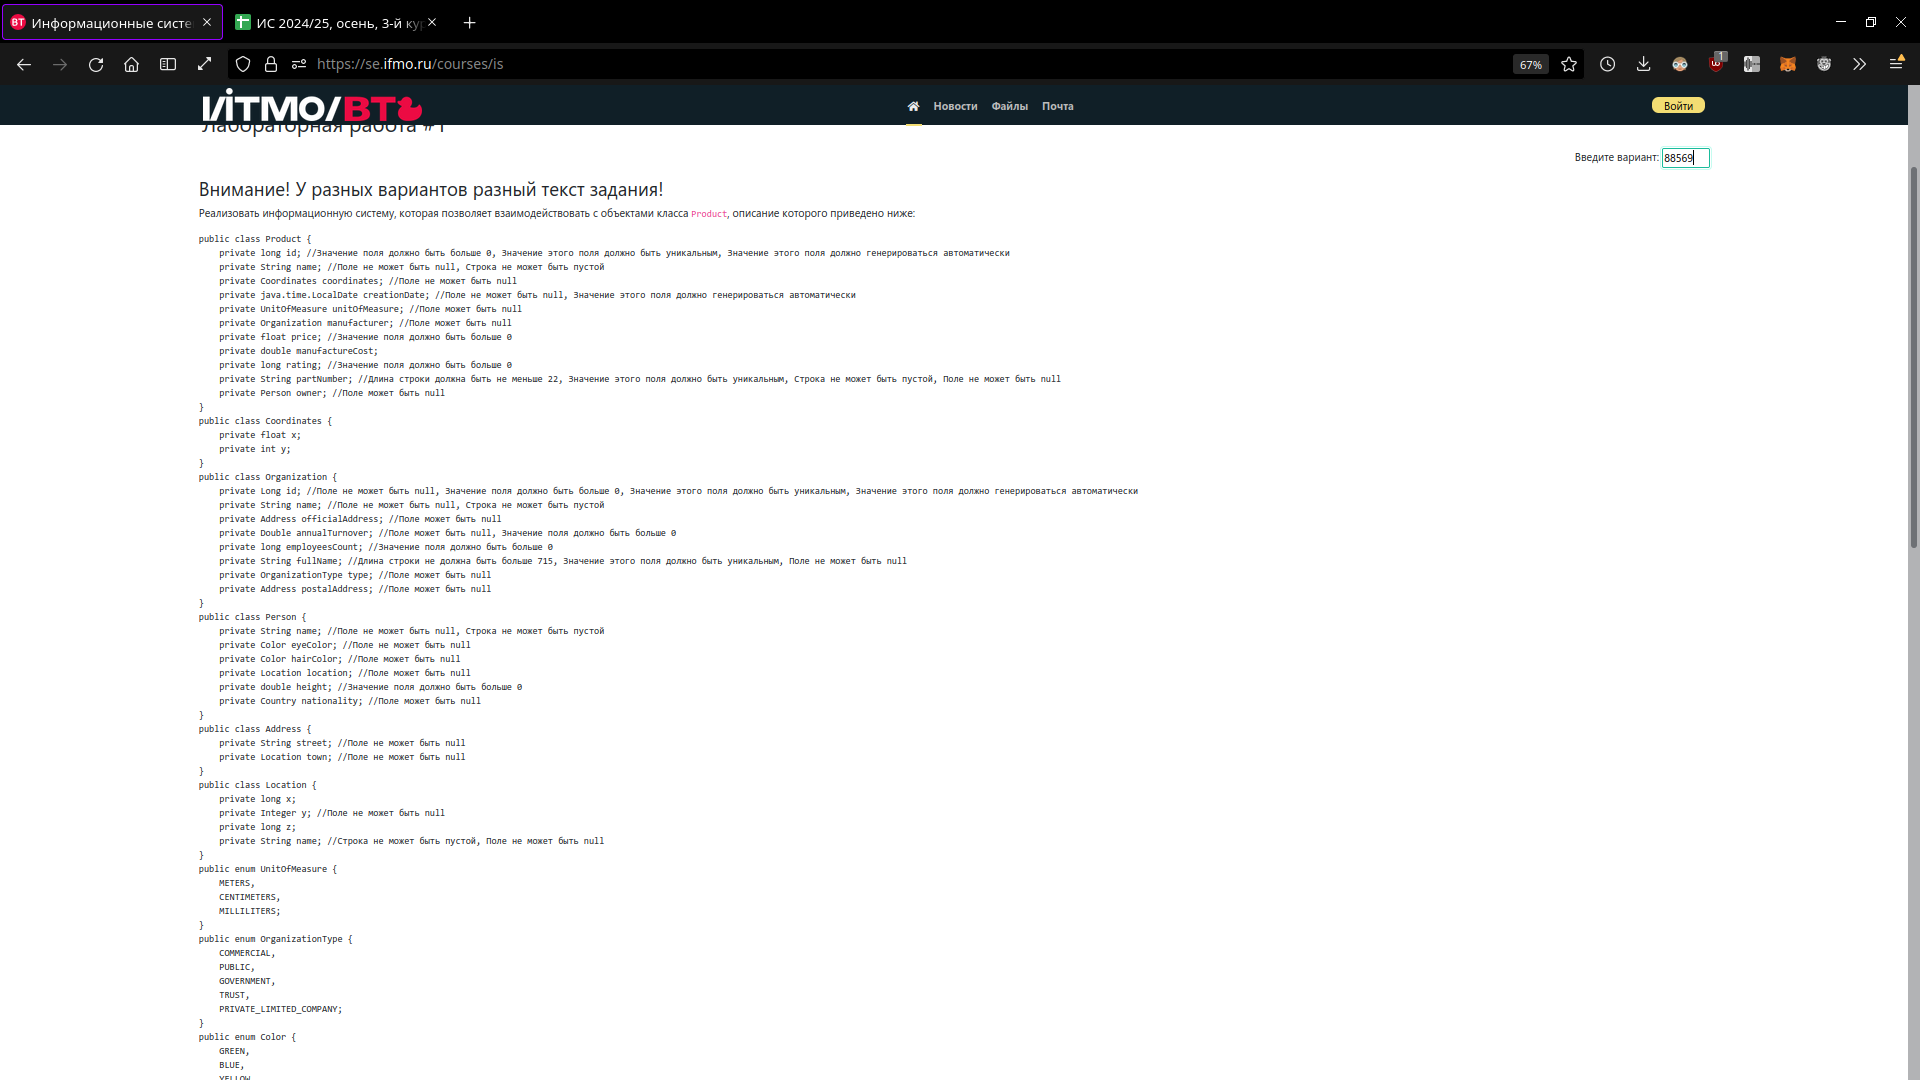 Информационные систе
ИС 2024/25, осень, 3-й ку
https://se.ifmo.ru/courses/is
67%
1
ВТ
ИТМО/ВТ
Новости
Файлы
Почта
Войти
Лабораторная работа #1
Введите вариант: 88569
Внимание! У разных вариантов разный текст задания!
Реализовать информационную систему, которая позволяет взаимодействовать с объектами класса Product, описание которого приведено ниже:
public class Product {
    private long id; //Значение поля должно быть больше 0, Значение этого поля должно быть уникальным, Значение этого поля должно генерироваться автоматически
    private String name; //Поле не может быть null, Строка не может быть пустой
    private Coordinates coordinates; //Поле не может быть null
    private java.time.LocalDate creationDate; //Поле не может быть null, Значение этого поля должно генерироваться автоматически
    private UnitOfMeasure unitOfMeasure; //Поле может быть null
    private Organization manufacturer; //Поле может быть null
    private float price; //Значение поля должно быть больше 0
    private double manufactureCost;
    private long rating; //Значение поля должно быть больше 0
    private String partNumber; //Длина строки должна быть не меньше 22, Значение этого поля должно быть уникальным, Строка не может быть пустой, Поле не может быть null
    private Person owner; //Поле может быть null
}
public class Coordinates {
    private float x;
    private int y;
}
public class Organization {
    private Long id; //Поле не может быть null, Значение поля должно быть больше 0, Значение этого поля должно быть уникальным, Значение этого поля должно генерироваться автоматически
    private String name; //Поле не может быть null, Строка не может быть пустой
    private Address officialAddress; //Поле может быть null
    private Double annualTurnover; //Поле может быть null, Значение поля должно быть больше 0
    private long employeesCount; //Значение поля должно быть больше 0
    private String fullName; //Длина строки не должна быть больше 715, Значение этого поля должно быть уникальным, Поле не может быть null
    private OrganizationType type; //Поле может быть null
    private Address postalAddress; //Поле может быть null
}
public class Person {
    private String name; //Поле не может быть null, Строка не может быть пустой
    private Color eyeColor; //Поле не может быть null
    private Color hairColor; //Поле может быть null
    private Location location; //Поле может быть null
    private double height; //Значение поля должно быть больше 0
    private Country nationality; //Поле может быть null
}
public class Address {
    private String street; //Поле не может быть null
    private Location town; //Поле не может быть null
}
public class Location {
    private long x;
    private Integer y; //Поле не может быть null
    private long z;
    private String name; //Строка не может быть пустой, Поле не может быть null
}
public enum UnitOfMeasure {
    METERS,
    CENTIMETERS,
    MILLILITERS;
}
public enum OrganizationType {
    COMMERCIAL,
    PUBLIC,
    GOVERNMENT,
    TRUST,
    PRIVATE_LIMITED_COMPANY;
}
public enum Color {
    GREEN,
    BLUE,
    YELLOW,